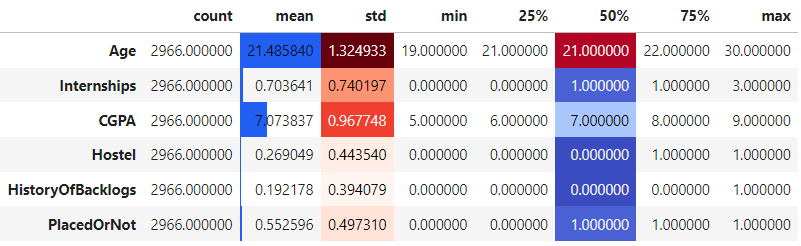 count mean std min 25% 50% 75% max
Age 2966.000000 21.485840 1.324933 19.000000 21.000000 21.000000 22.000000 30.000000
Internships 2966.000000 0.703641 0.740197 0.000000 0.000000 1.000000 1.000000 3.000000
CGPA 2966.000000 7.073837 0.967748 5.000000 6.000000 7.000000 8.000000 9.000000
Hostel 2966.000000 0.269049 0.443540 0.000000 0.000000 0.000000 1.000000 1.000000
HistoryOfBacklogs 2966.000000 0.192178 0.394079 0.000000 0.000000 0.000000 0.000000 1.000000
PlacedOrNot 2966.000000 0.552596 0.497310 0.000000 0.000000 1.000000 1.000000 1.000000